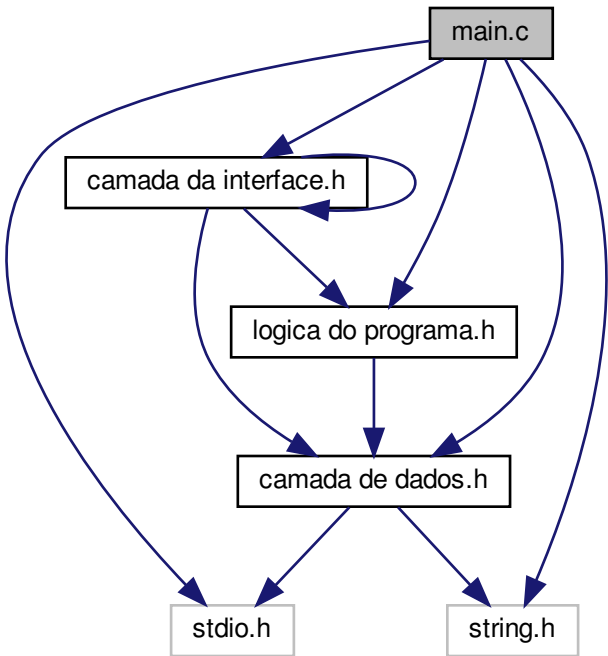 main.c
camada da interface.h
logica do programa.h
camada de dados.h
stdio.h
string.h